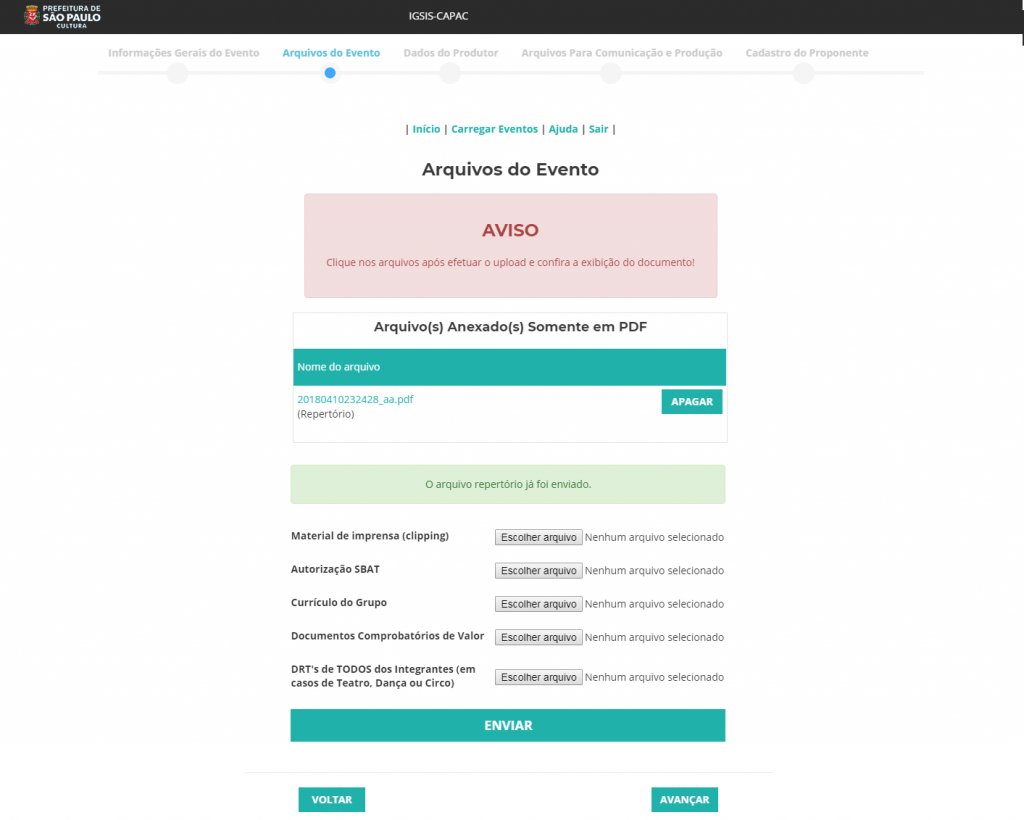 PREFEITURA DE
SÃO PAULO
CULTURA
IGSIS-CAPAC
Informações Gerais do Evento Arquivos do Evento Dados do Produtor Arquivos Para Comunicação e Produção Cadastro do Proponente
| Início | Carregar Eventos | Ajuda | Sair |
Arquivos do Evento
AVISO
Clique nos arquivos após efetuar o upload e confira a exibição do documento!
Arquivo(s) Anexado(s) Somente em PDF
Nome do arquivo
20180410232428_aa.pdf APAGAR
(Repertório)
O arquivo repertório já foi enviado.
Material de imprensa (clipping) Escolher arquivo Nenhum arquivo selecionado
Autorização SBAT Escolher arquivo Nenhum arquivo selecionado
Currículo do Grupo Escolher arquivo Nenhum arquivo selecionado
Documentos Comprobatórios de Valor Escolher arquivo Nenhum arquivo selecionado
DRT's de TODOS dos Integrantes (em
casos de Teatro, Dança ou Circo) Escolher arquivo Nenhum arquivo selecionado
ENVIAR
VOLTAR AVANÇAR